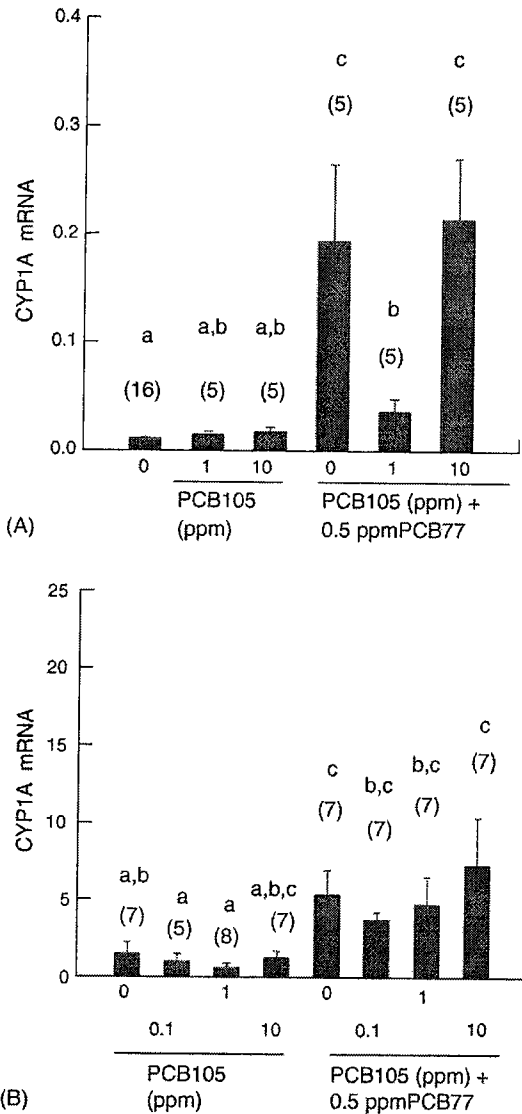 0.4
c
c
(5)
(5)
0.3
CYP1A mRNA
0.2
a
a,b
a,b
b
0.1
(16)
(5)
(5)
(5)
0.0
0
1
10
0
1
10
PCB105
(ppm)
PCB105 (ppm) +
0.5 ppmPCB77
(A)
25
20
CYP1A mRNA
15
c
10
c
b,c
b,c
(7)
(7)
(7)
(7)
a,b
a
a
a,b,c
5
(7)
(5)
(8)
(7)
0
0
1
0
1
0.1
10
0.1
10
PCB105
(ppm)
PCB105 (ppm) +
0.5 ppmPCB77
(B)